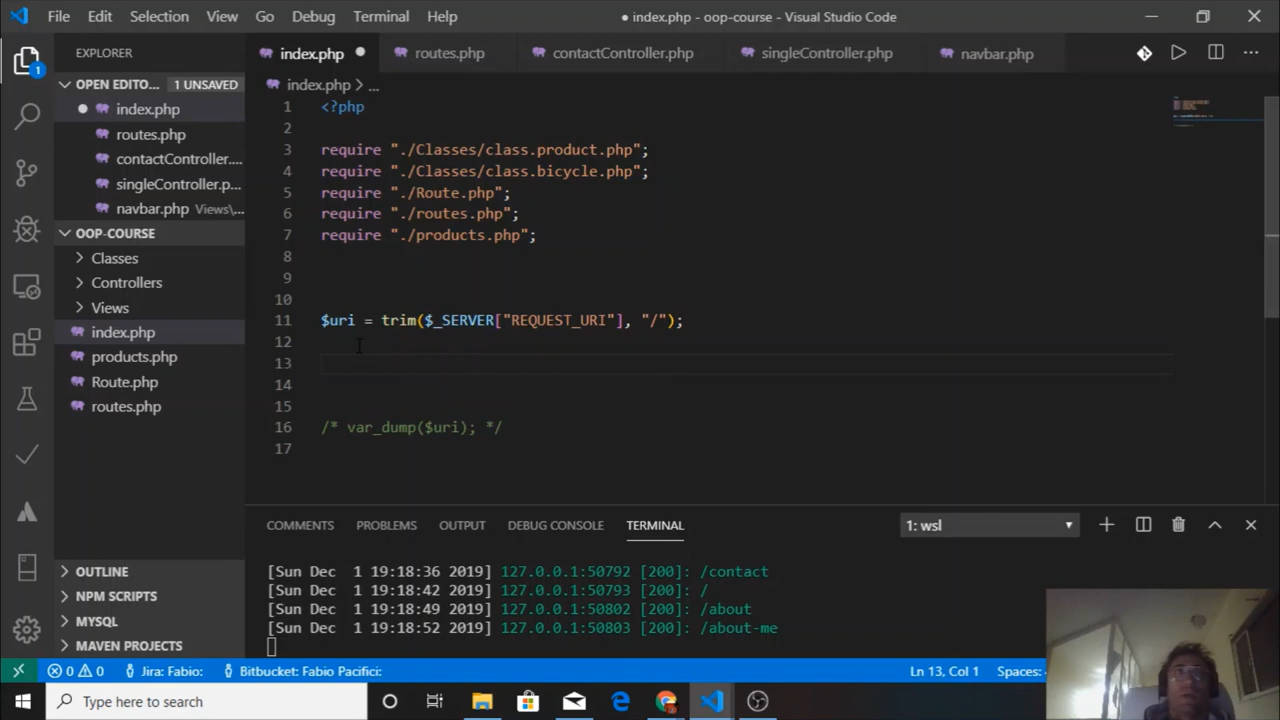 File Edit Selection View Go Debug Terminal Help
● index.php - oop-course - Visual Studio Code
EXPLORER
OPEN EDITO... 1 UNSAVED
index.php
routes.php
contactController....
singleController.p...
navbar.php Views\...
OOP-COURSE
Classes
Controllers
Views
index.php
products.php
Route.php
routes.php
OUTLINE
NPM SCRIPTS
MYSQL
MAVEN PROJECTS
1
index.php routes.php contactController.php singleController.php navbar.php
index.php > ...
1 <?php
2
3 require "./Classes/class.product.php";
4 require "./Classes/class.bicycle.php";
5 require "./Route.php";
6 require "./routes.php";
7 require "./products.php";
8
9
10
11 $uri = trim($_SERVER["REQUEST_URI"], "/");
12
13
14
15
16 /* var_dump($uri); */
17
COMMENTS PROBLEMS OUTPUT DEBUG CONSOLE TERMINAL 1: wsl
[Sun Dec 1 19:18:36 2019] 127.0.0.1:50792 [200]: /contact
[Sun Dec 1 19:18:42 2019] 127.0.0.1:50793 [200]: /
[Sun Dec 1 19:18:49 2019] 127.0.0.1:50802 [200]: /about
[Sun Dec 1 19:18:52 2019] 127.0.0.1:50803 [200]: /about-me
0 0 Jira: Fabio: Bitbucket: Fabio Pacifici: Ln 13, Col 1 Spaces:
Type here to search